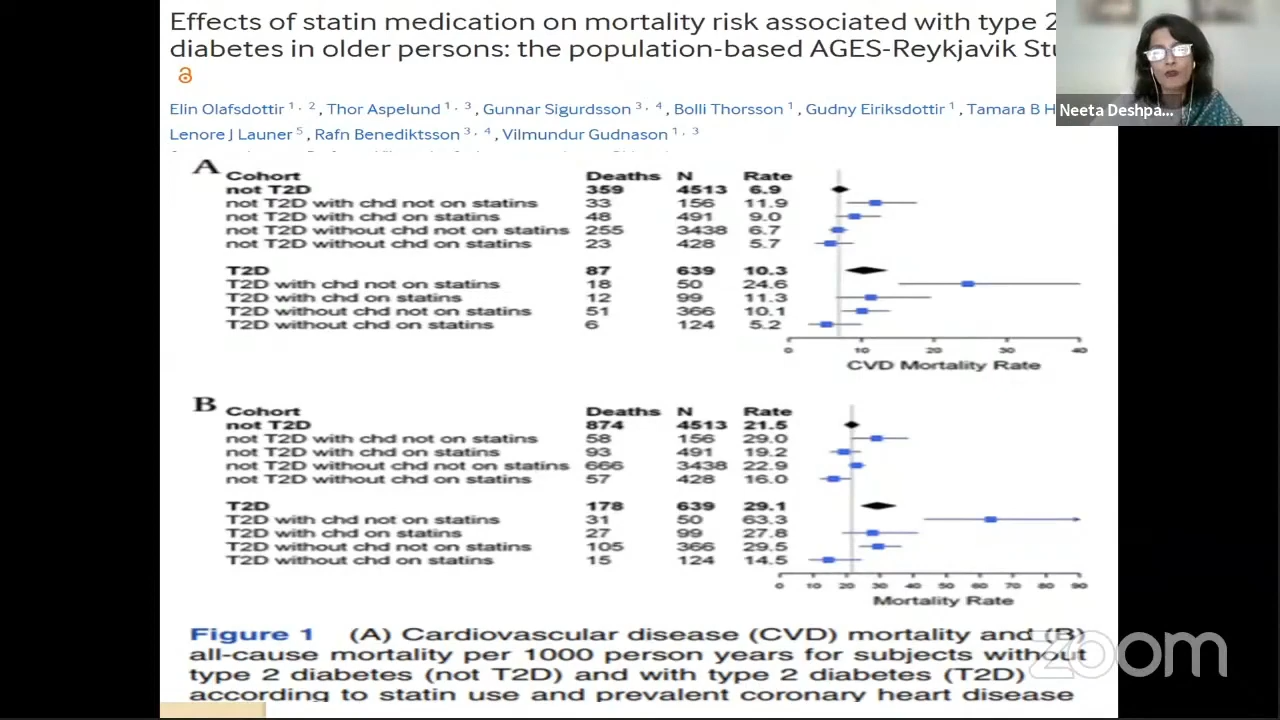 Effects of statin medication on mortality risk associated with type 2
diabetes in older persons: the population-based AGES-Reykjavik
Elin Olafsdottir 1, 2, Thor Aspelund 1, 3, Gunnar Sigurdsson 3, 4, Bolli Thorsson 1, Gudny Eiriksdottir 1, Tamara B H
Lenore J Launer 5, Rafn Benediktsson 3, 4, Vilmundur Gudnason 1, 3
Neeta Deshpa...
A
Cohort Deaths N Rate
not T2D 359 4513 6.9
not T2D with chd not on statins 33 156 11.9
not T2D with chd on statins 48 491 9.0
not T2D without chd not on statins 255 3438 6.7
not T2D without chd on statins 23 428 5.7
T2D 87 639 10.3
T2D with chd not on statins 18 50 24.6
T2D with chd on statins 12 99 11.3
T2D without chd not on statins 51 366 10.1
T2D without chd on statins 6 124 5.2
0 10 20 30 40
CVD Mortality Rate
B
Cohort Deaths N Rate
not T2D 874 4513 21.5
not T2D with chd not on statins 58 156 29.0
not T2D with chd on statins 93 491 19.2
not T2D without chd not on statins 666 3438 22.9
not T2D without chd on statins 57 428 16.0
T2D 178 639 29.1
T2D with chd not on statins 31 50 63.3
T2D with chd on statins 27 99 27.8
T2D without chd not on statins 105 366 29.5
T2D without chd on statins 15 124 14.5
0 10 20 30 40 50 60 70 80 90
Mortality Rate
Figure 1 (A) Cardiovascular disease (CVD) mortality and (B)
all-cause mortality per 1000 person years for subjects without
type 2 diabetes (not T2D) and with type 2 diabetes (T2D)
according to statin use and prevalent coronary heart disease
zoom